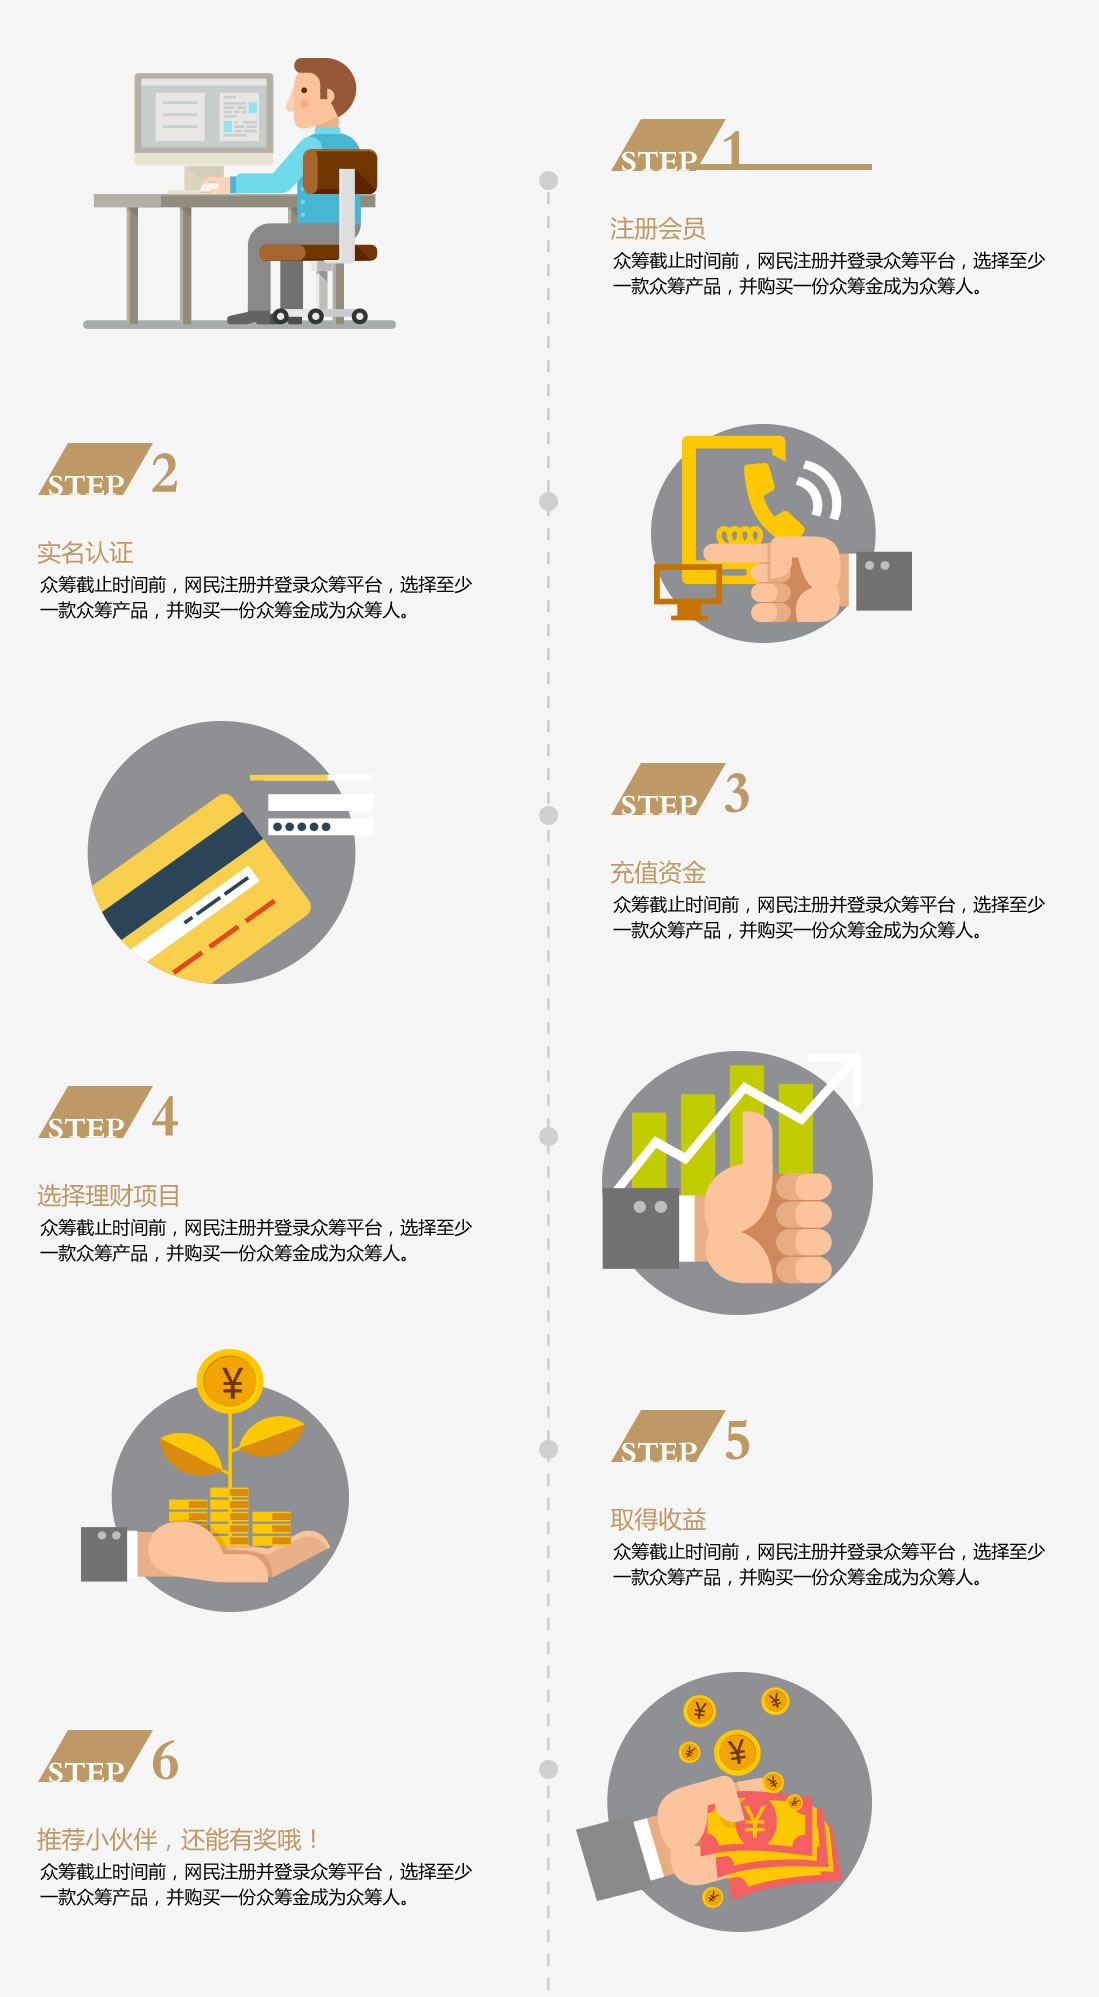 STEP 1
注册会员
众筹截止时间前，网民注册并登录众筹平台，选择至少
一款众筹产品，并购买一份众筹金成为众筹人。
STEP 2
实名认证
众筹截止时间前，网民注册并登录众筹平台，选择至少
一款众筹产品，并购买一份众筹金成为众筹人。
STEP 3
充值资金
众筹截止时间前，网民注册并登录众筹平台，选择至少
一款众筹产品，并购买一份众筹金成为众筹人。
STEP 4
选择理财项目
众筹截止时间前，网民注册并登录众筹平台，选择至少
一款众筹产品，并购买一份众筹金成为众筹人。
¥
STEP 5
取得收益
众筹截止时间前，网民注册并登录众筹平台，选择至少
一款众筹产品，并购买一份众筹金成为众筹人。
¥
¥
¥
¥
¥
¥
¥
¥
STEP 6
推荐小伙伴，还能有奖哦！
众筹截止时间前，网民注册并登录众筹平台，选择至少
一款众筹产品，并购买一份众筹金成为众筹人。